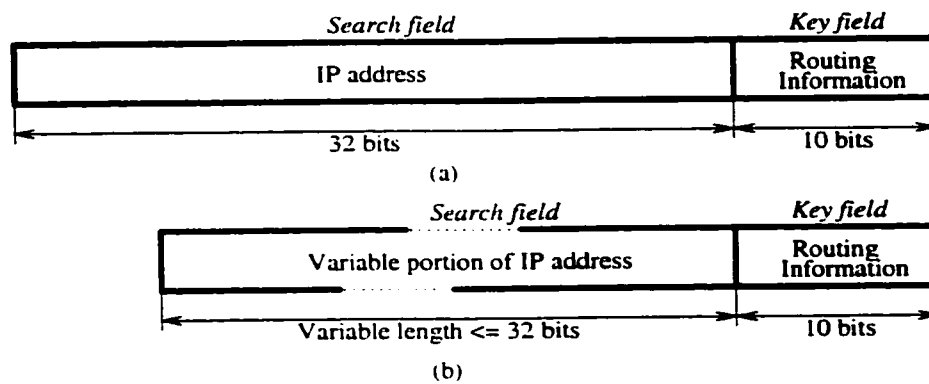 Search field Key field
IP address Routing Information
32 bits 10 bits
(a)
Search field Key field
Variable portion of IP address Routing Information
Variable length <= 32 bits 10 bits
(b)